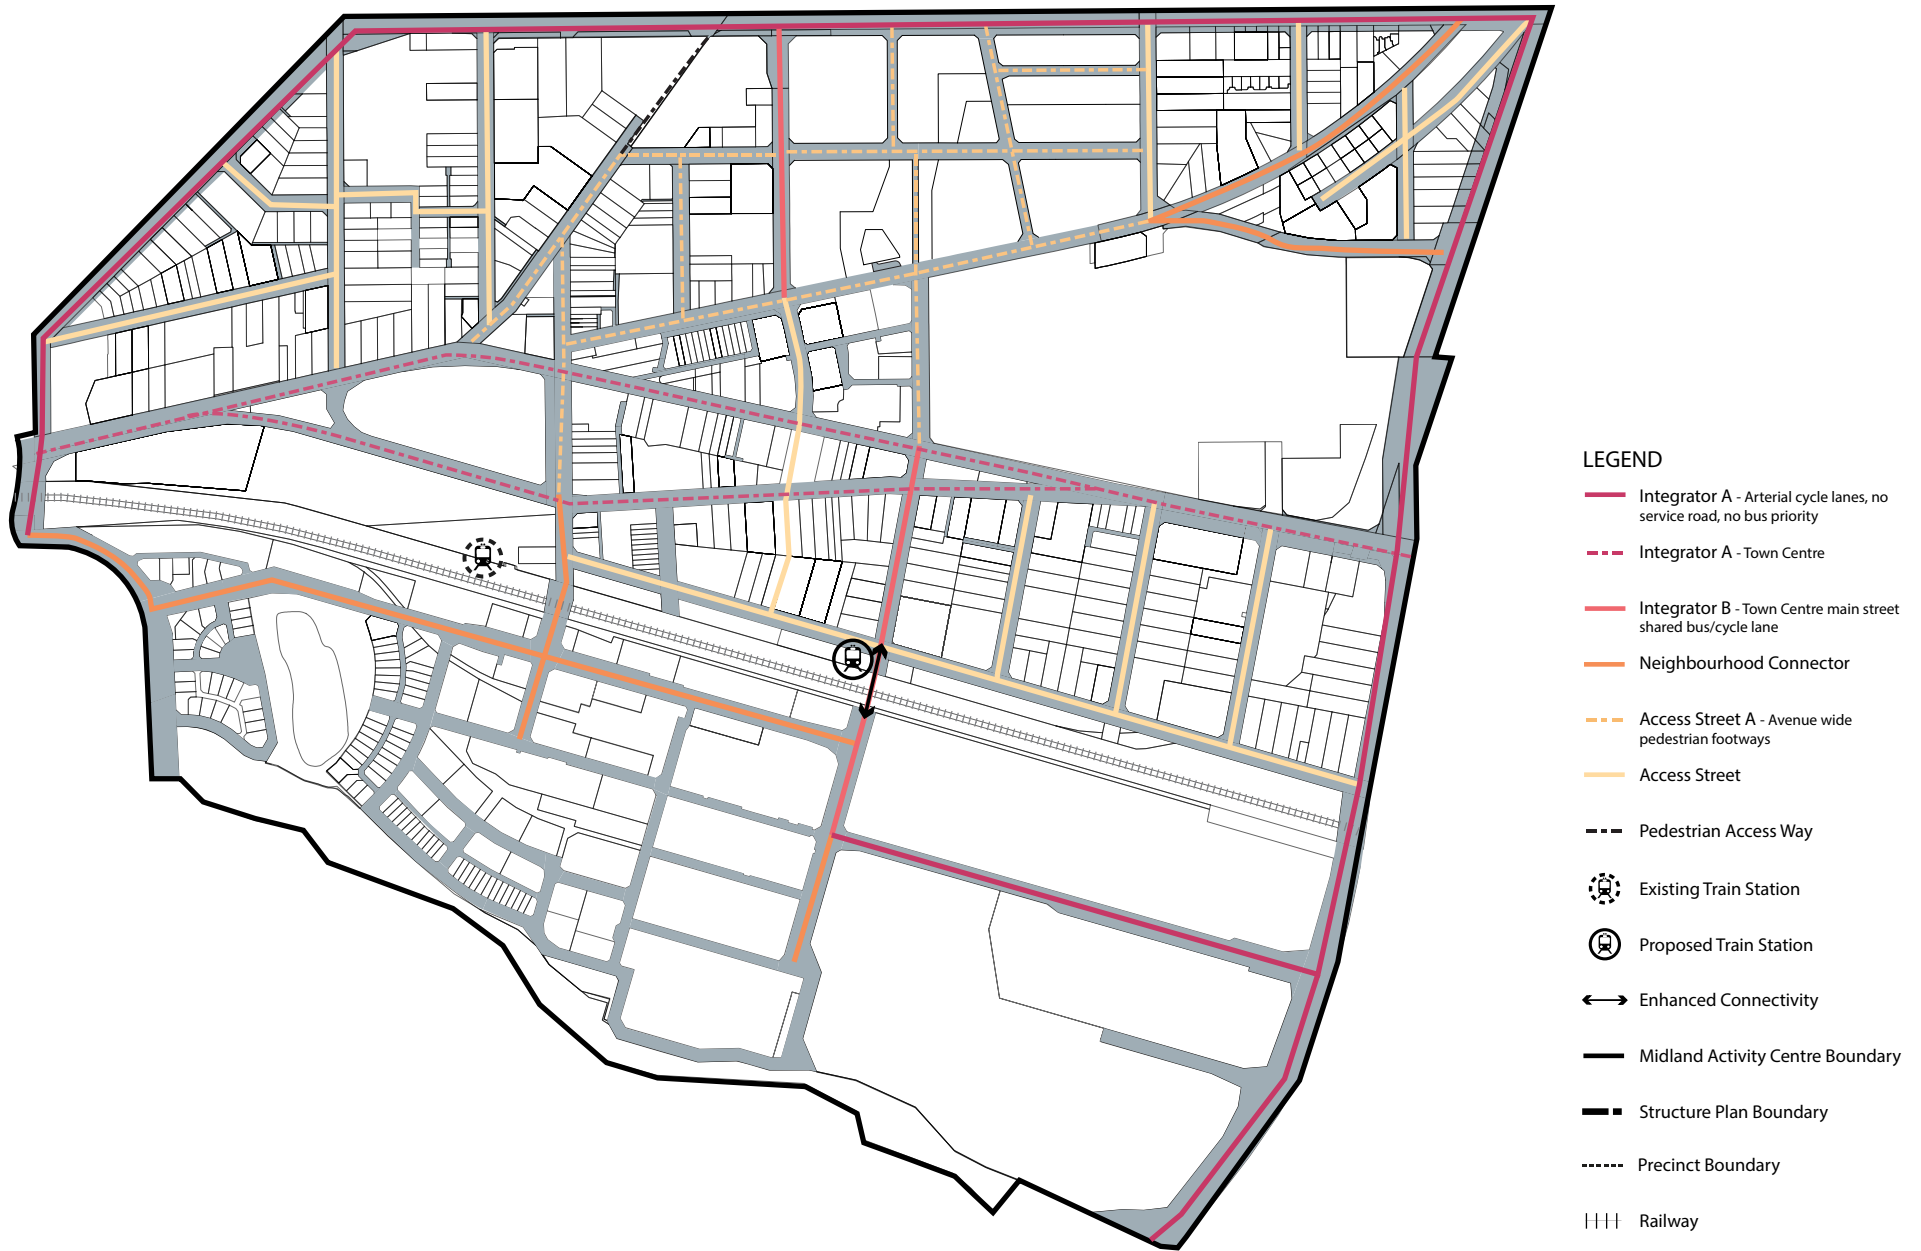 LEGEND
Integrator A - Arterial cycle lanes, no
service road, no bus priority
Integrator A - Town Centre
Integrator B - Town Centre main street
shared bus/cycle lane
Neighbourhood Connector
Access Street A - Avenue wide
pedestrian footways
Access Street
Pedestrian Access Way
Existing Train Station
Proposed Train Station
Enhanced Connectivity
Midland Activity Centre Boundary
Structure Plan Boundary
Precinct Boundary
Railway